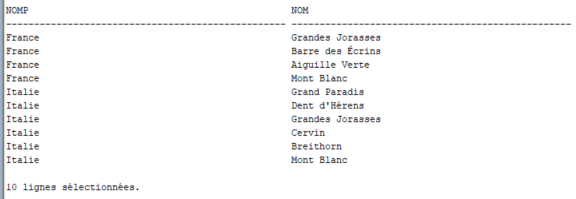 NOMP NOM
France Grandes Jorasses
France Barre des Écrins
France Aiguille Verte
France Mont Blanc
Italie Grand Paradis
Italie Dent d'Hérens
Italie Grandes Jorasses
Italie Cervin
Italie Breithorn
Italie Mont Blanc
10 lignes sélectionnées.